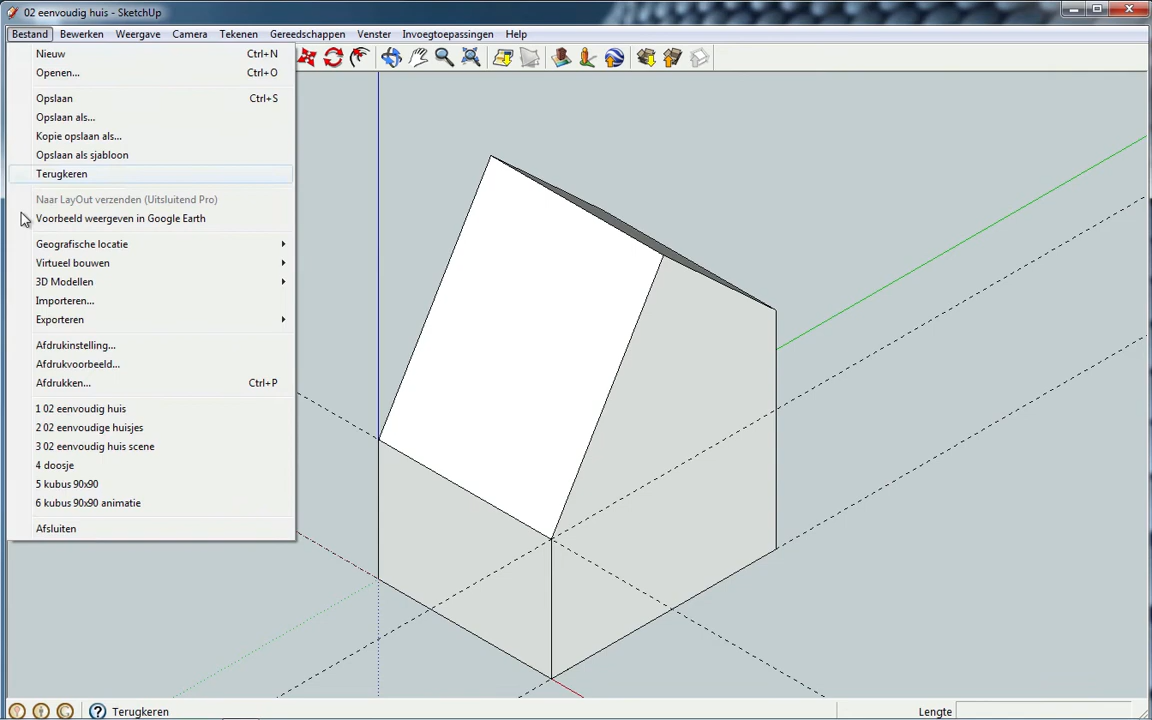 02 eenvoudig huis - SketchUp
Bestand Bewerken Weergave Camera Tekenen Gereedschappen Venster Invoegtoepassingen Help
Nieuw Ctrl+N
Openen... Ctrl+O
Opslaan Ctrl+S
Opslaan als...
Kopie opslaan als...
Opslaan als sjabloon
Terugkeren
Naar LayOut verzenden (Uitsluitend Pro)
Voorbeeld weergeven in Google Earth
Geografische locatie
Virtueel bouwen
3D Modellen
Importeren...
Exporteren
Afdrukinstelling...
Afdrukvoorbeeld...
Afdrukken... Ctrl+P
1 02 eenvoudig huis
2 02 eenvoudige huisjes
3 02 eenvoudig huis scene
4 doosje
5 kubus 90x90
6 kubus 90x90 animatie
Afsluiten
Terugkeren Lengte